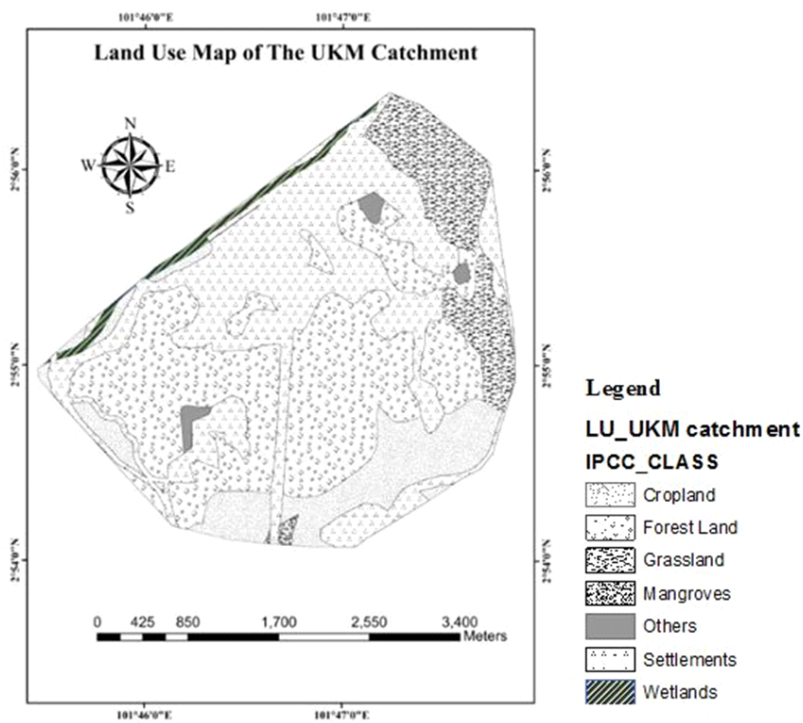 101°46'0"E 101°47'0"E
Land Use Map of The UKM Catchment
N
W E
S
2°56'0"N 2°56'0"N
2°55'0"N 2°55'0"N
2°54'0"N 2°54'0"N
0 425 850 1,700 2,550 3,400
Meters
101°46'0"E 101°47'0"E
Legend
LU_UKM catchment
IPCC_CLASS
Cropland
Forest Land
Grassland
Mangroves
Others
Settlements
Wetlands